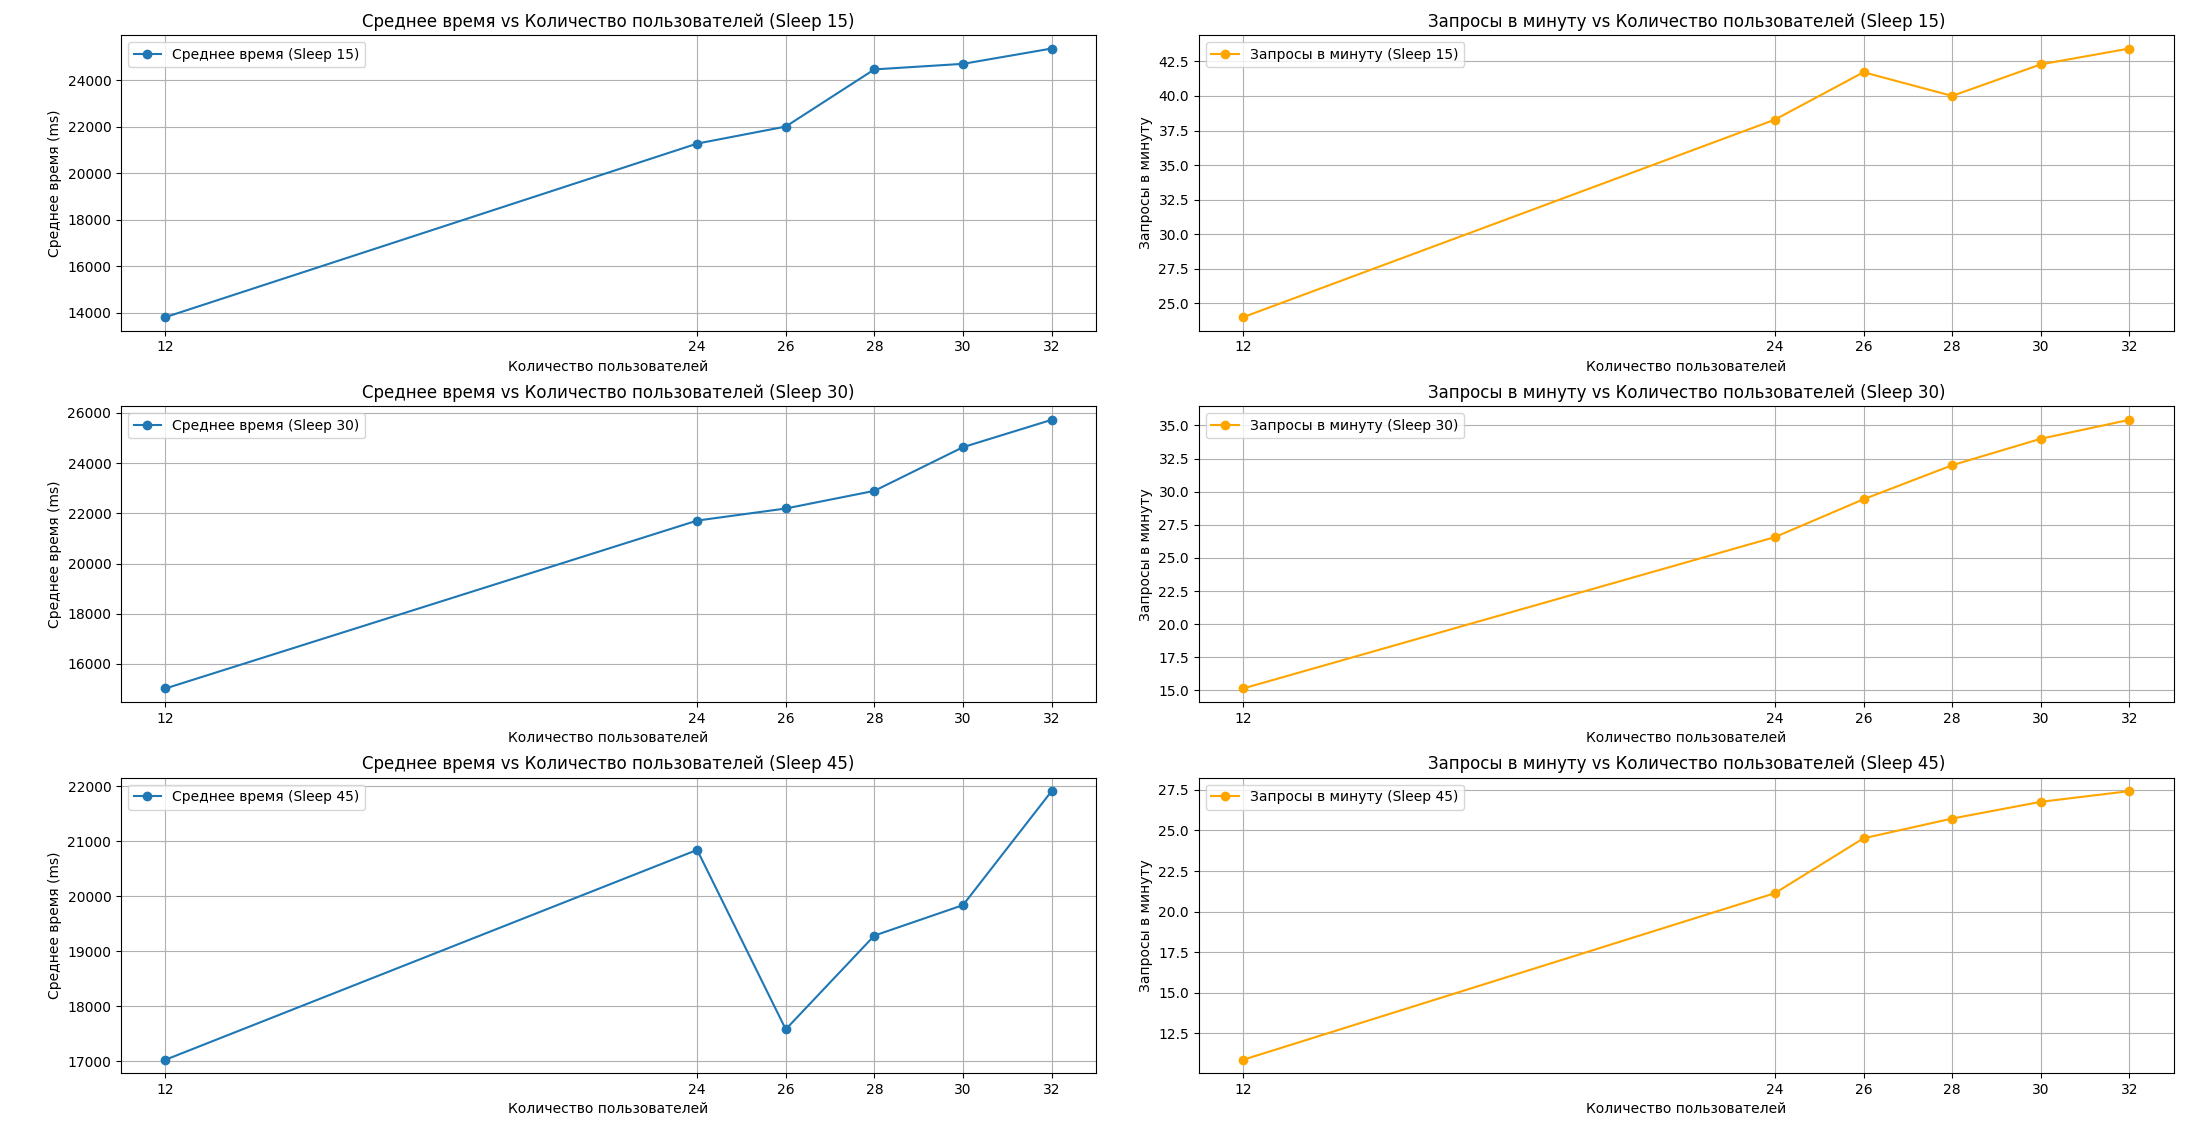 Среднее время vs Количество пользователей (Sleep 15)
Среднее время (Sleep 15)
Среднее время (ms)
24000
22000
20000
18000
16000
14000
12 24 26 28 30 32
Количество пользователей
Запросы в минуту vs Количество пользователей (Sleep 15)
Запросы в минуту (Sleep 15)
Запросы в минуту
42.5
40.0
37.5
35.0
32.5
30.0
27.5
25.0
12 24 26 28 30 32
Количество пользователей
Среднее время vs Количество пользователей (Sleep 30)
Среднее время (Sleep 30)
Среднее время (ms)
26000
24000
22000
20000
18000
16000
12 24 26 28 30 32
Количество пользователей
Запросы в минуту vs Количество пользователей (Sleep 30)
Запросы в минуту (Sleep 30)
Запросы в минуту
35.0
32.5
30.0
27.5
25.0
22.5
20.0
17.5
15.0
12 24 26 28 30 32
Количество пользователей
Среднее время vs Количество пользователей (Sleep 45)
Среднее время (Sleep 45)
Среднее время (ms)
22000
21000
20000
19000
18000
17000
12 24 26 28 30 32
Количество пользователей
Запросы в минуту vs Количество пользователей (Sleep 45)
Запросы в минуту (Sleep 45)
Запросы в минуту
27.5
25.0
22.5
20.0
17.5
15.0
12.5
12 24 26 28 30 32
Количество пользователей